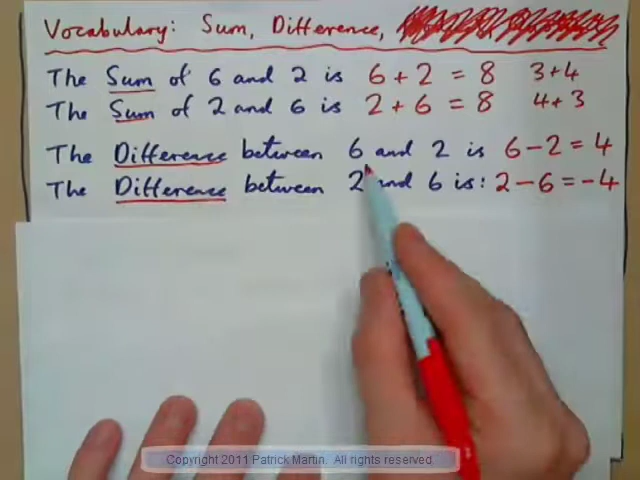 Vocabulary: Sum, Difference,
The Sum of 6 and 2 is 6 + 2 = 8 3+4
The Sum of 2 and 6 is 2 + 6 = 8 4+3
The Difference between 6 and 2 is 6 - 2 = 4
The Difference between 2 and 6 is: 2 - 6 = -4
Copyright 2011 Patrick Martin. All rights reserved.